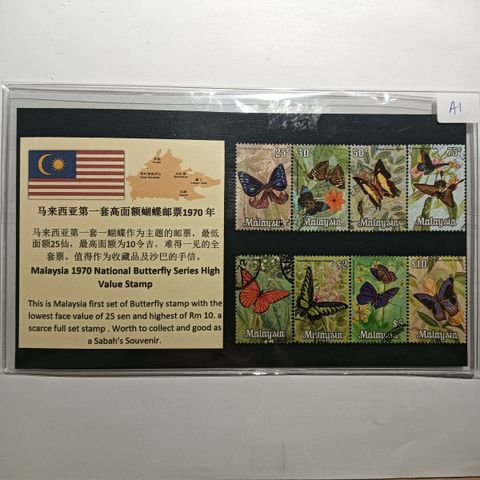 A1
马来西亚第一套高面额蝴蝶邮票1970 年
马来西亚第一套一蝴蝶作为主题的邮票，最低
面额25仙，最高面额为10令吉，难得一见的全
套票。值得作为收藏品及沙巴的手信。
Malaysia 1970 National Butterfly Series High
Value Stamp
This is Malaysia first set of Butterfly stamp with the
lowest face value of 25 sen and highest of Rm 10. a
scarce full set stamp . Worth to collect and good as
a Sabah's Souvenir.
25c 30c 50c 75c
Malaysia Malaysia Malaysia Malaysia
$2 $5 $10
Malaysia Malaysia Malaysia Malaysia